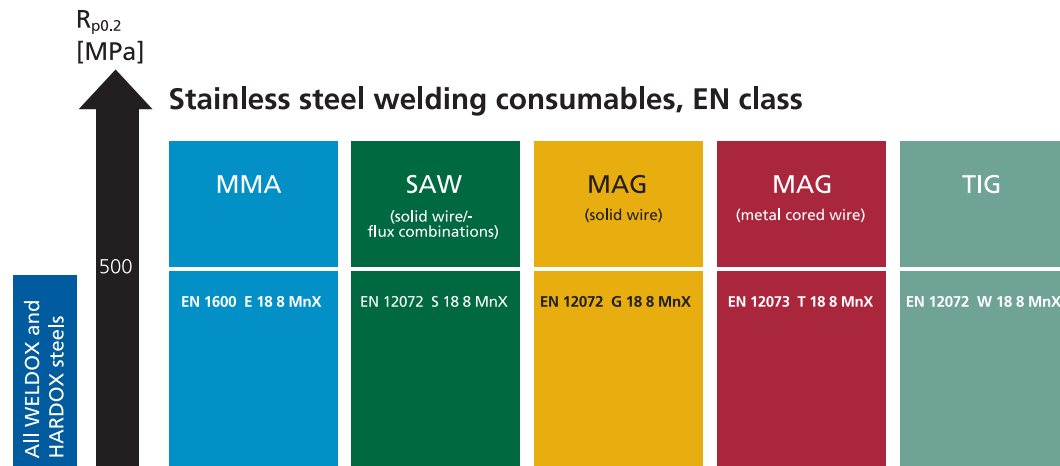 Rp0.2
[MPa]
Stainless steel welding consumables, EN class
MMA
SAW
(solid wire/-
flux combinations)
MAG
(solid wire)
MAG
(metal cored wire)
TIG
500
EN 1600 E 18 8 MnX
EN 12072 S 18 8 MnX
EN 12072 G 18 8 MnX
EN 12073 T 18 8 MnX
EN 12072 W 18 8 MnX
All WELDOX and
HARDOX steels